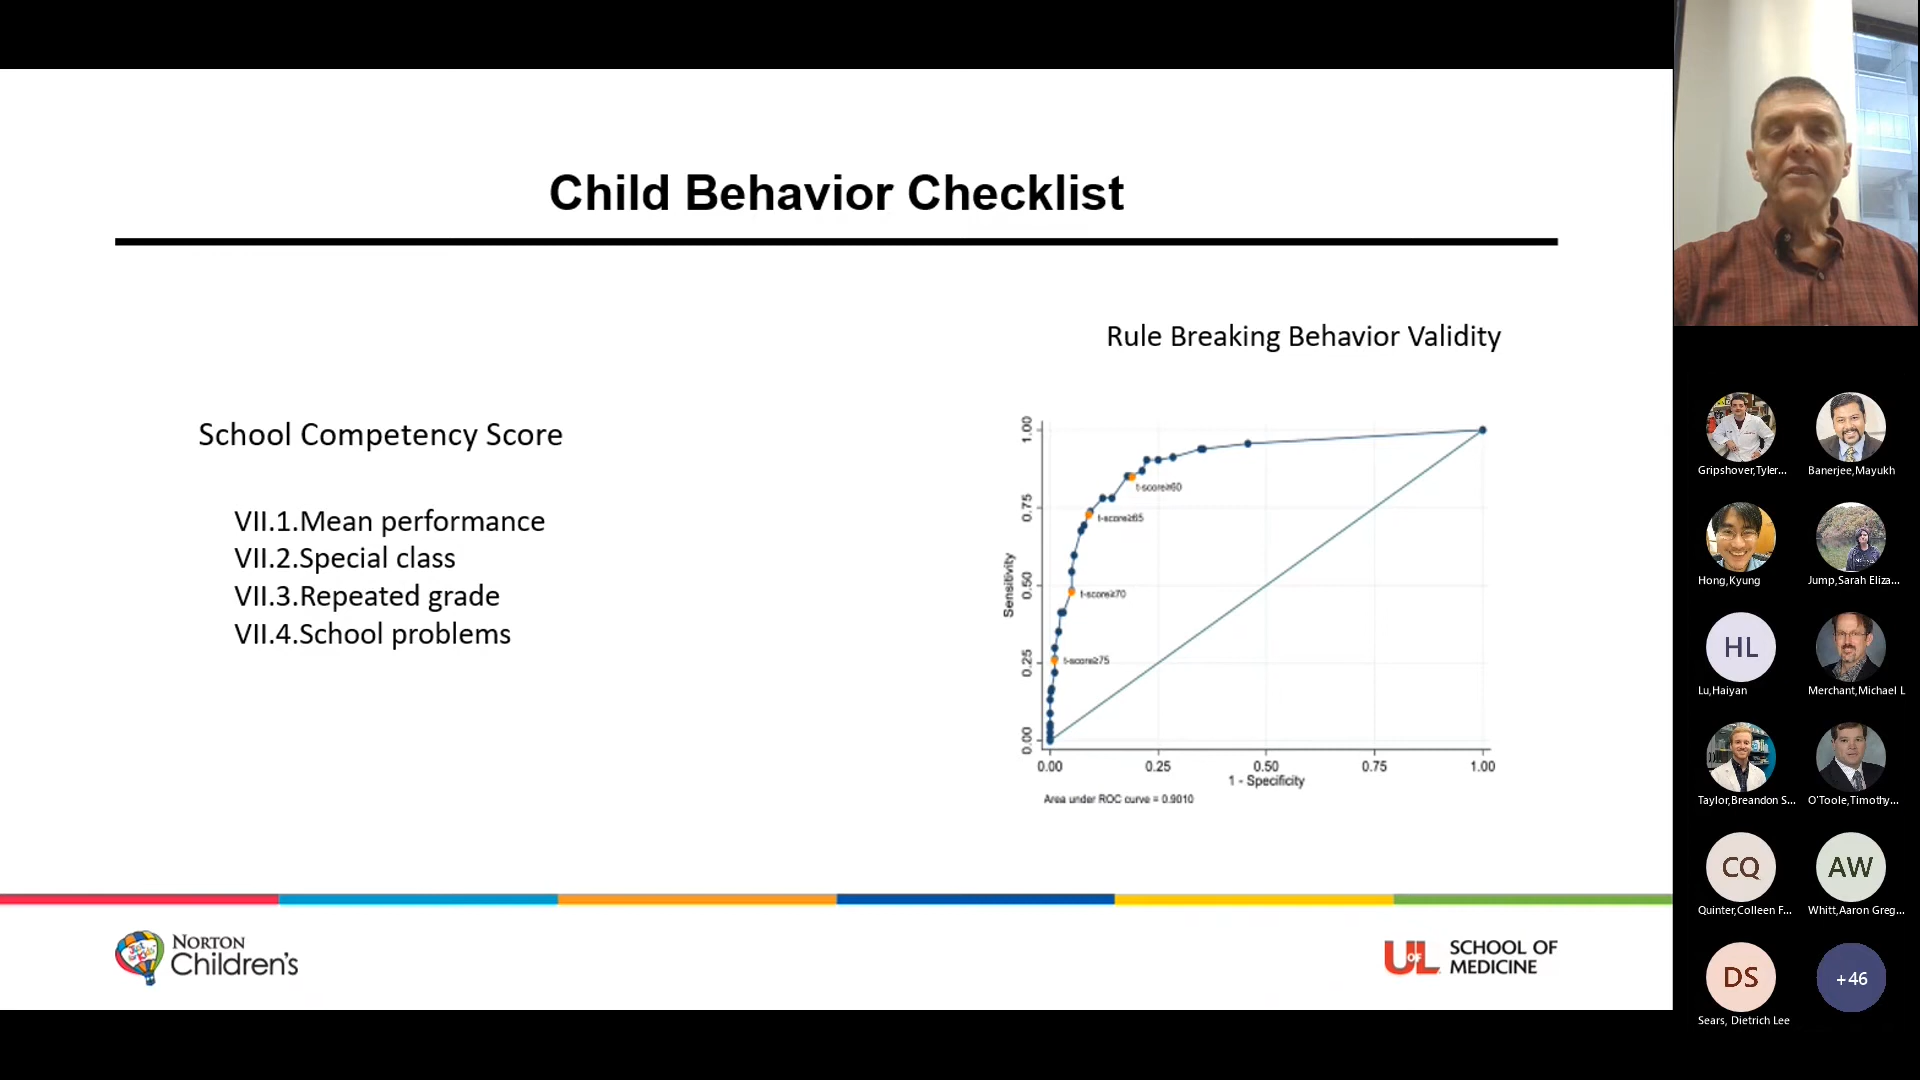 Child Behavior Checklist
School Competency Score
VII.1.Mean performance
VII.2.Special class
VII.3.Repeated grade
VII.4.School problems
Rule Breaking Behavior Validity
Sensitivity
1.00
0.75
0.50
0.25
0.00
t-score≥60
t-score≥65
t-score≥70
t-score≥75
0.00 0.25 0.50 0.75 1.00
1 - Specificity
Area under ROC curve = 0.9010
Just for Kids
NORTON
Children's
UofL
SCHOOL OF
MEDICINE
Gripshover,Tyler...
Banerjee,Mayukh
Hong,Kyung
Jump,Sarah Eliza...
HL
Lu,Haiyan
Merchant,Michael L
Taylor,Breandon S...
O'Toole,Timothy...
CQ
Quinter,Colleen F...
AW
Whitt,Aaron Greg...
DS
Sears, Dietrich Lee
+46